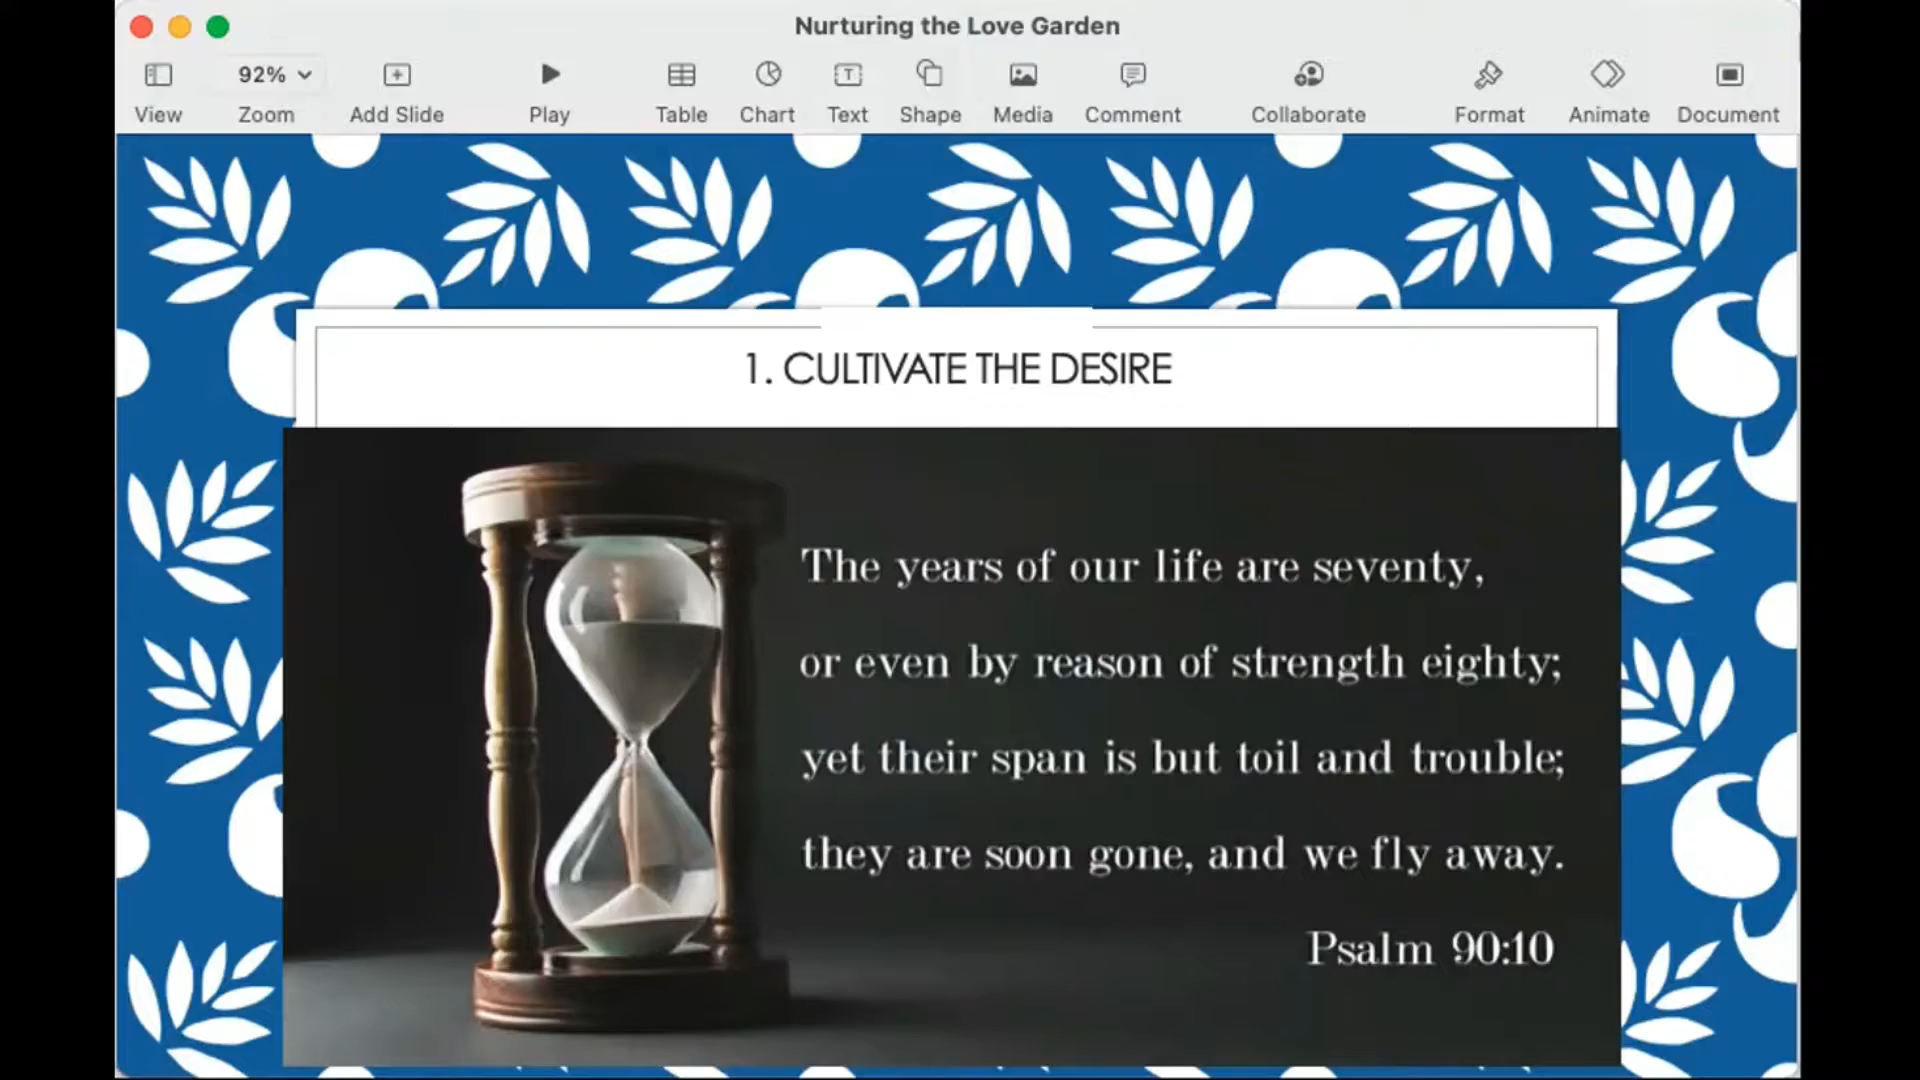 Nurturing the Love Garden
92%
View
Zoom
Add Slide
Play
Table
Chart
Text
Shape
Media
Comment
Collaborate
Format
Animate
Document
1. CULTIVATE THE DESIRE
The years of our life are seventy,
or even by reason of strength eighty;
yet their span is but toil and trouble;
they are soon gone, and we fly away.
Psalm 90:10